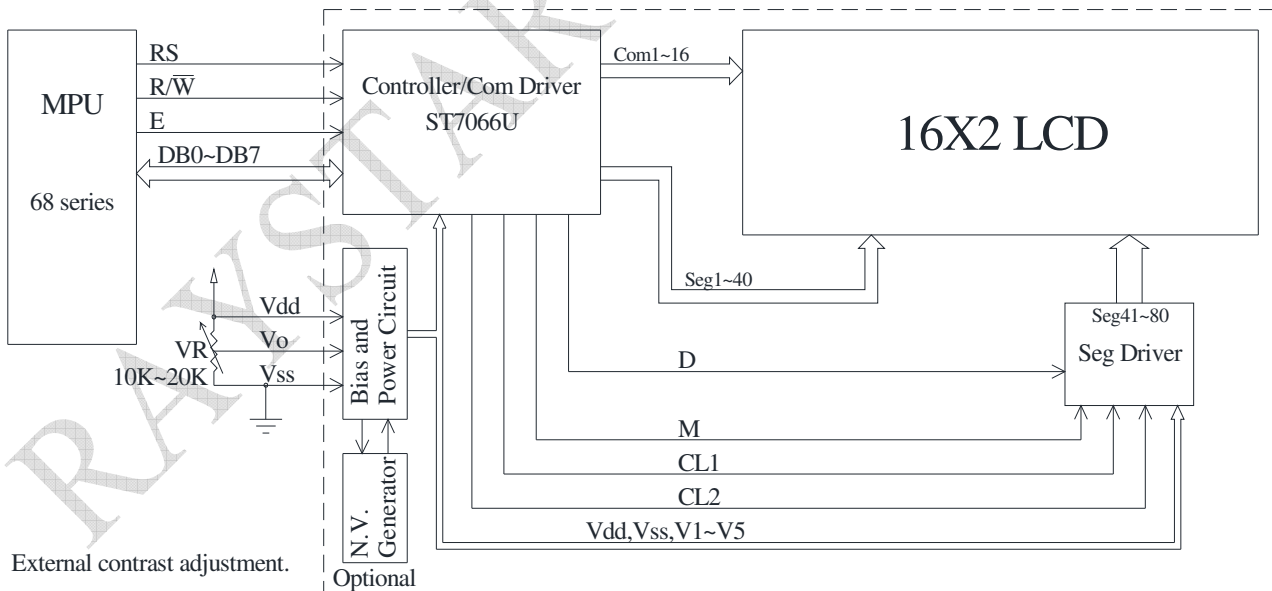 RS
R/W̅
E
DB0~DB7
MPU
68 series
Controller/Com Driver
ST7066U
Com1~16
16X2 LCD
Seg1~40
Seg41~80
Seg Driver
Vdd
Vo
Vss
VR
10K~20K
Bias and
Power Circuit
D
M
CL1
CL2
Vdd,Vss,V1~V5
N.V.
Generator
Optional
External contrast adjustment.
RAYSTAR